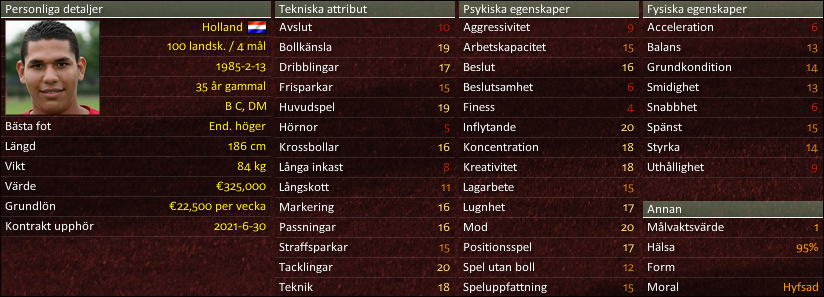 Personliga detaljer
Holland
100 landsk. / 4 mål
1985-2-13
35 år gammal
B C, DM
Bästa fot End. höger
Längd 186 cm
Vikt 84 kg
Värde €325,000
Grundlön €22,500 per vecka
Kontrakt upphör 2021-6-30
Tekniska attribut
Avslut 10
Bollkänsla 19
Dribblingar 17
Frisparkar 15
Huvudspel 19
Hörnor 5
Krossbollar 16
Långa inkast 8
Långskott 11
Markering 16
Passningar 16
Straffsparkar 15
Tacklingar 20
Teknik 18
Psykiska egenskaper
Aggressivitet 9
Arbetskapacitet 15
Beslut 16
Beslutsamhet 6
Finess 4
Inflytande 20
Koncentration 18
Kreativitet 18
Lagarbete 15
Lugnhet 17
Mod 20
Positionsspel 17
Spel utan boll 12
Speluppfattning 15
Fysiska egenskaper
Acceleration 6
Balans 13
Grundkondition 14
Smidighet 13
Snabbhet 6
Spänst 15
Styrka 14
Uthållighet 9
Annan
Målvaktsvärde 1
Hälsa 95%
Form
Moral Hyfsad